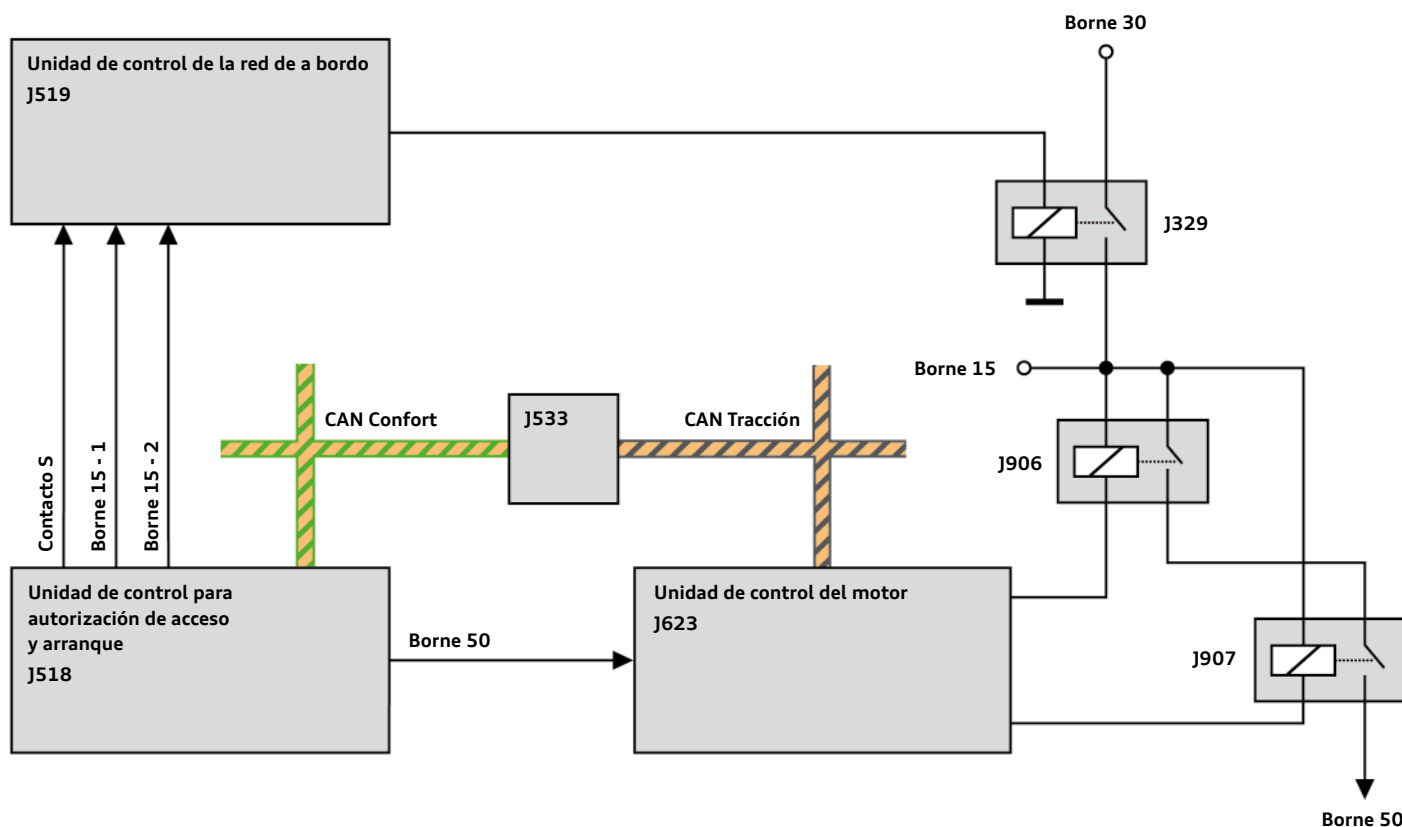 Borne 30
Unidad de control de la red de a bordo
J519
J329
Borne 15
CAN Confort
J533
CAN Tracción
J906
Contacto S
Borne 15 - 1
Borne 15 - 2
Unidad de control para
autorización de acceso
y arranque
J518
Borne 50
Unidad de control del motor
J623
J907
Borne 50